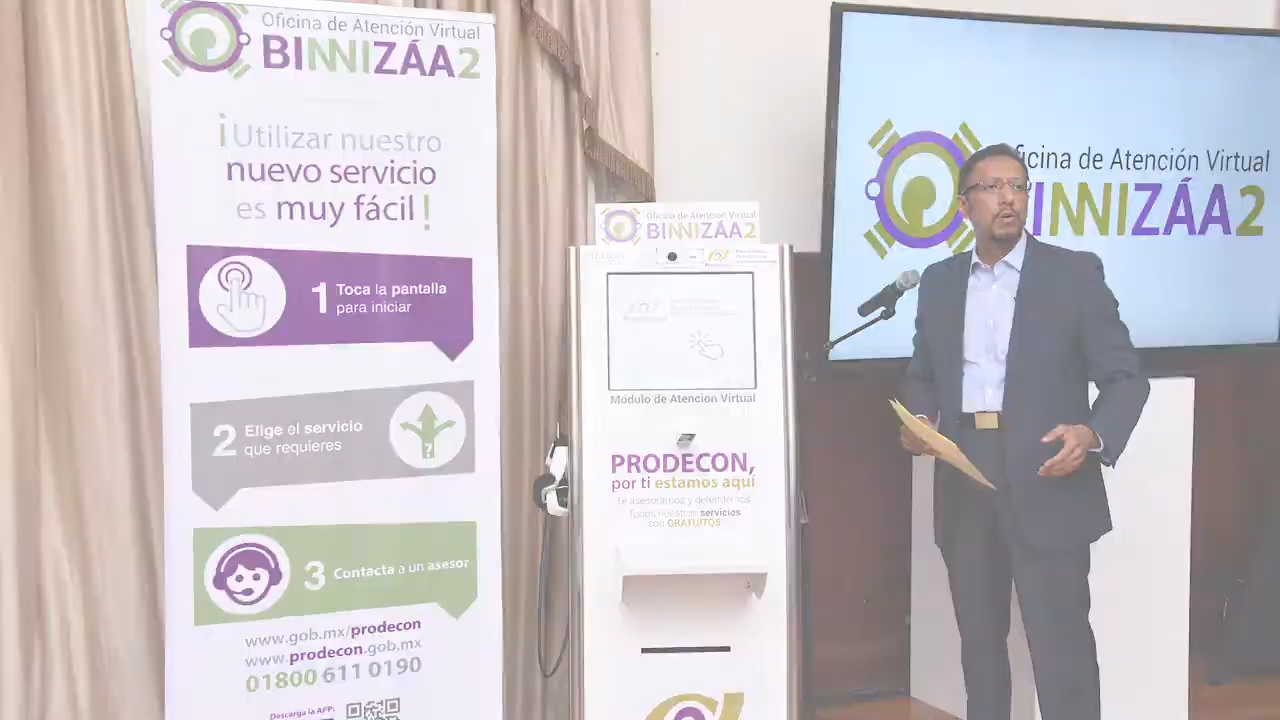 Oficina de Atención Virtual
BINNIZÁA2
¡Utilizar nuestro
nuevo servicio
es muy fácil!
1 Toca la pantalla
para iniciar
2 Elige el servicio
que requieres
3 Contacta a un asesor
www.gob.mx/prodecon
www.prodecon.gob.mx
01800 611 0190
Descarga la APP:
Oficina de Atención Virtual
BINNIZÁA2
Módulo de Atención Virtual
PRODECON,
por ti estamos aquí
Te asesoramos y defendemos
Todos nuestros servicios
son GRATUITOS
ficina de Atención Virtual
INNIZÁA2